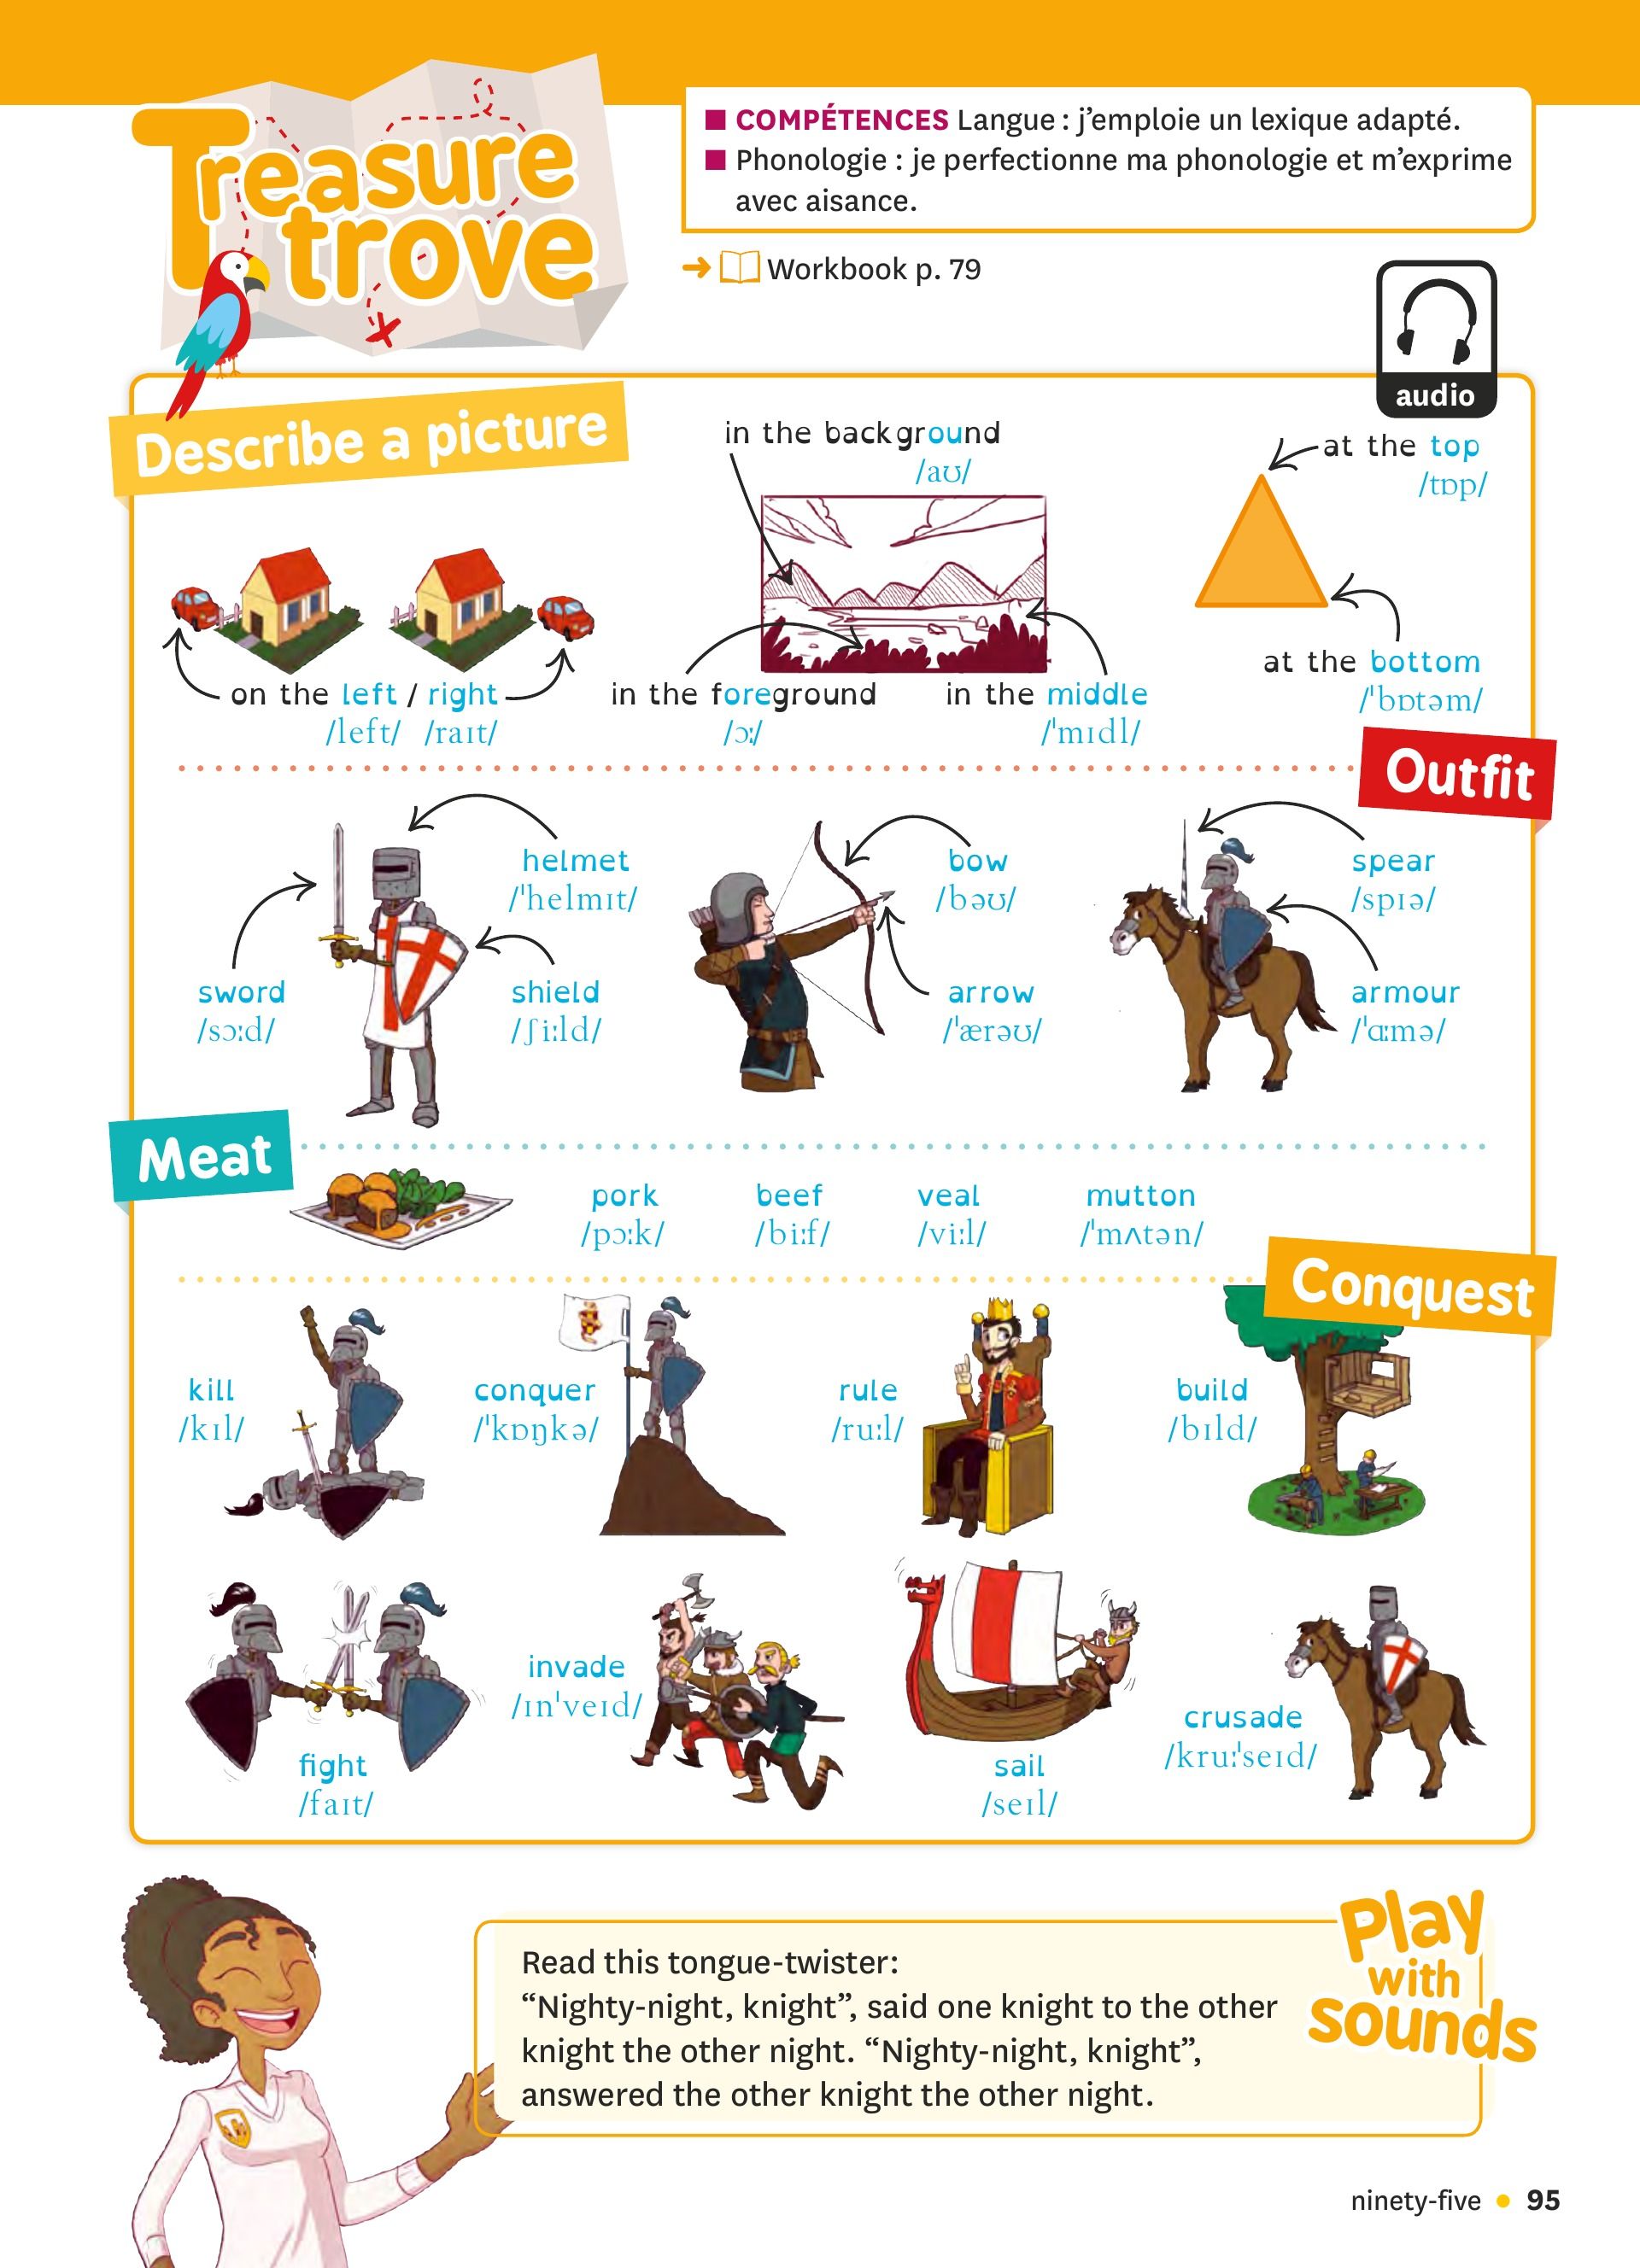 Treasure
trove
■ COMPÉTENCES Langue : j’emploie un lexique adapté.
■ Phonologie : je perfectionne ma phonologie et m’exprime
avec aisance.
➜ Workbook p. 79
audio
Describe a picture
in the background
/aʊ/
at the top
/tɒp/
at the bottom
/ˈbɒtəm/
on the left / right
/left/ /raɪt/
in the foreground
/ɔː/
in the middle
/ˈmɪdl/
Outfit
helmet
/ˈhelmɪt/
bow
/bəʊ/
spear
/spɪə/
sword
/sɔːd/
shield
/ʃiːld/
arrow
/ˈærəʊ/
armour
/ˈɑːmə/
Meat
pork
/pɔːk/
beef
/biːf/
veal
/viːl/
mutton
/ˈmʌtən/
Conquest
kill
/kɪl/
conquer
/ˈkɒŋkə/
rule
/ruːl/
build
/bɪld/
fight
/faɪt/
invade
/ɪnˈveɪd/
sail
/seɪl/
crusade
/kruːˈseɪd/
Play
with
sounds
Read this tongue-twister:
“Nighty-night, knight”, said one knight to the other
knight the other night. “Nighty-night, knight”,
answered the other knight the other night.
ninety-five • 95